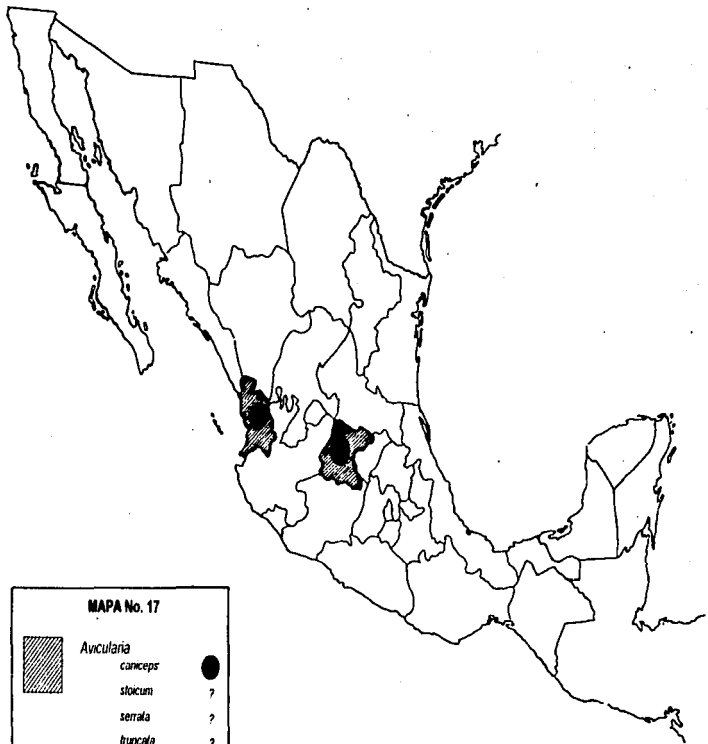 MAPA No. 17
Avicularia
caniceps
stoicum ?
serrata ?
truncata ?